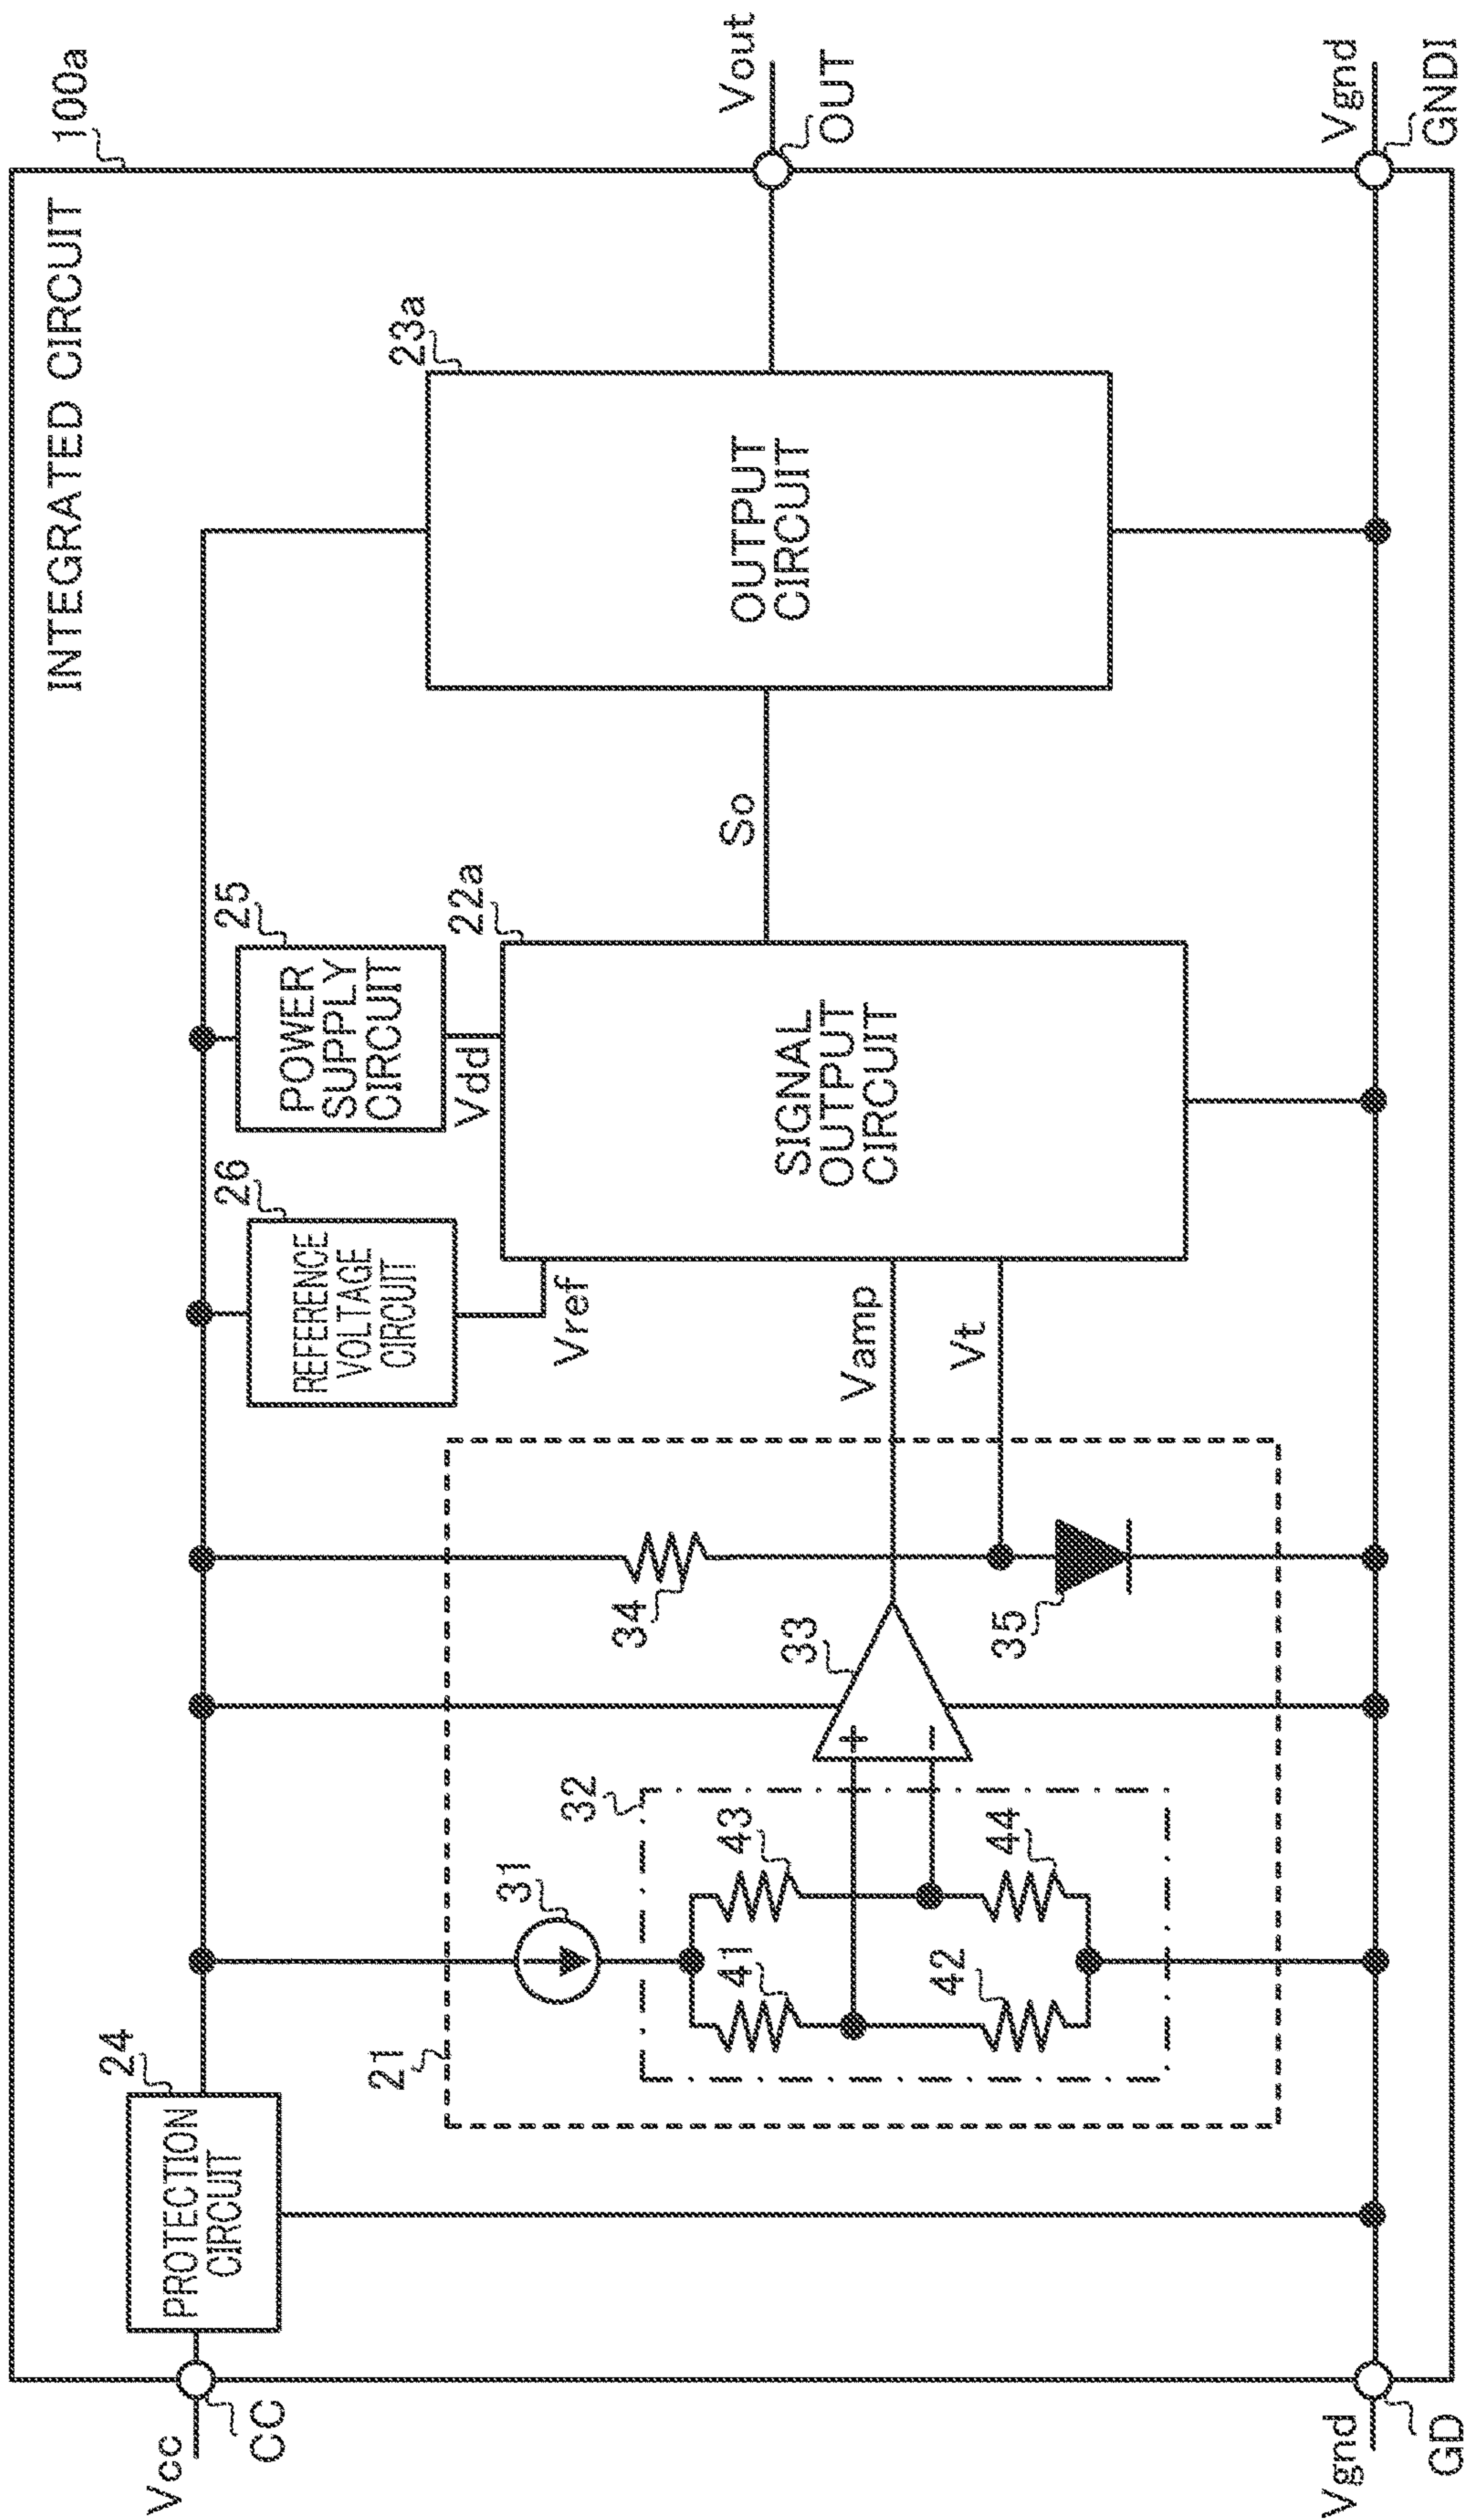 100a
INTEGRATED CIRCUIT
Vcc
CC
24
PROTECTION
CIRCUIT
26
REFERENCE
VOLTAGE
CIRCUIT
Vref
25
POWER
SUPPLY
CIRCUIT
Vdd
21
31
32
41
43
42
44
33
+
−
34
35
Vamp
Vt
22a
SIGNAL
OUTPUT
CIRCUIT
So
23a
OUTPUT
CIRCUIT
Vout
OUT
Vgnd
GD
Vgnd
GNDI